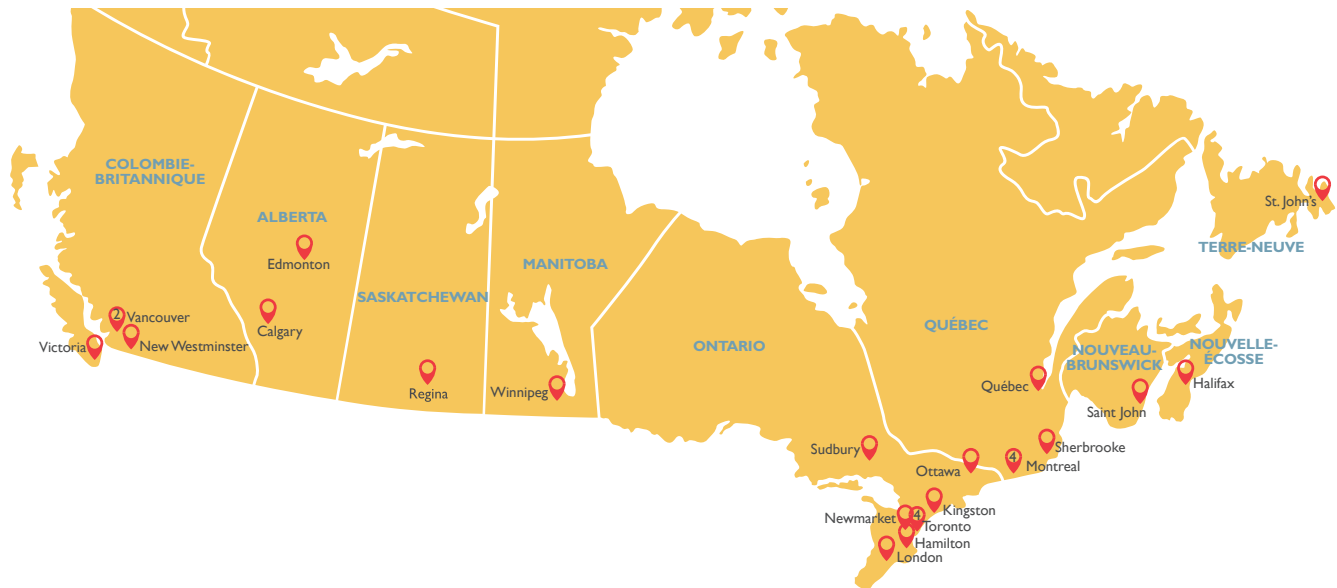 COLOMBIE-
BRITANNIQUE
ALBERTA
Edmonton
Calgary
2 Vancouver
New Westminster
Victoria
SASKATCHEWAN
Regina
MANITOBA
Winnipeg
ONTARIO
Sudbury
Ottawa
Kingston
Newmarket
4
Toronto
Hamilton
London
QUÉBEC
Québec
Sherbrooke
4
Montreal
NOUVEAU-
BRUNSWICK
Saint John
NOUVELLE-
ÉCOSSE
Halifax
St. John's
TERRE-NEUVE